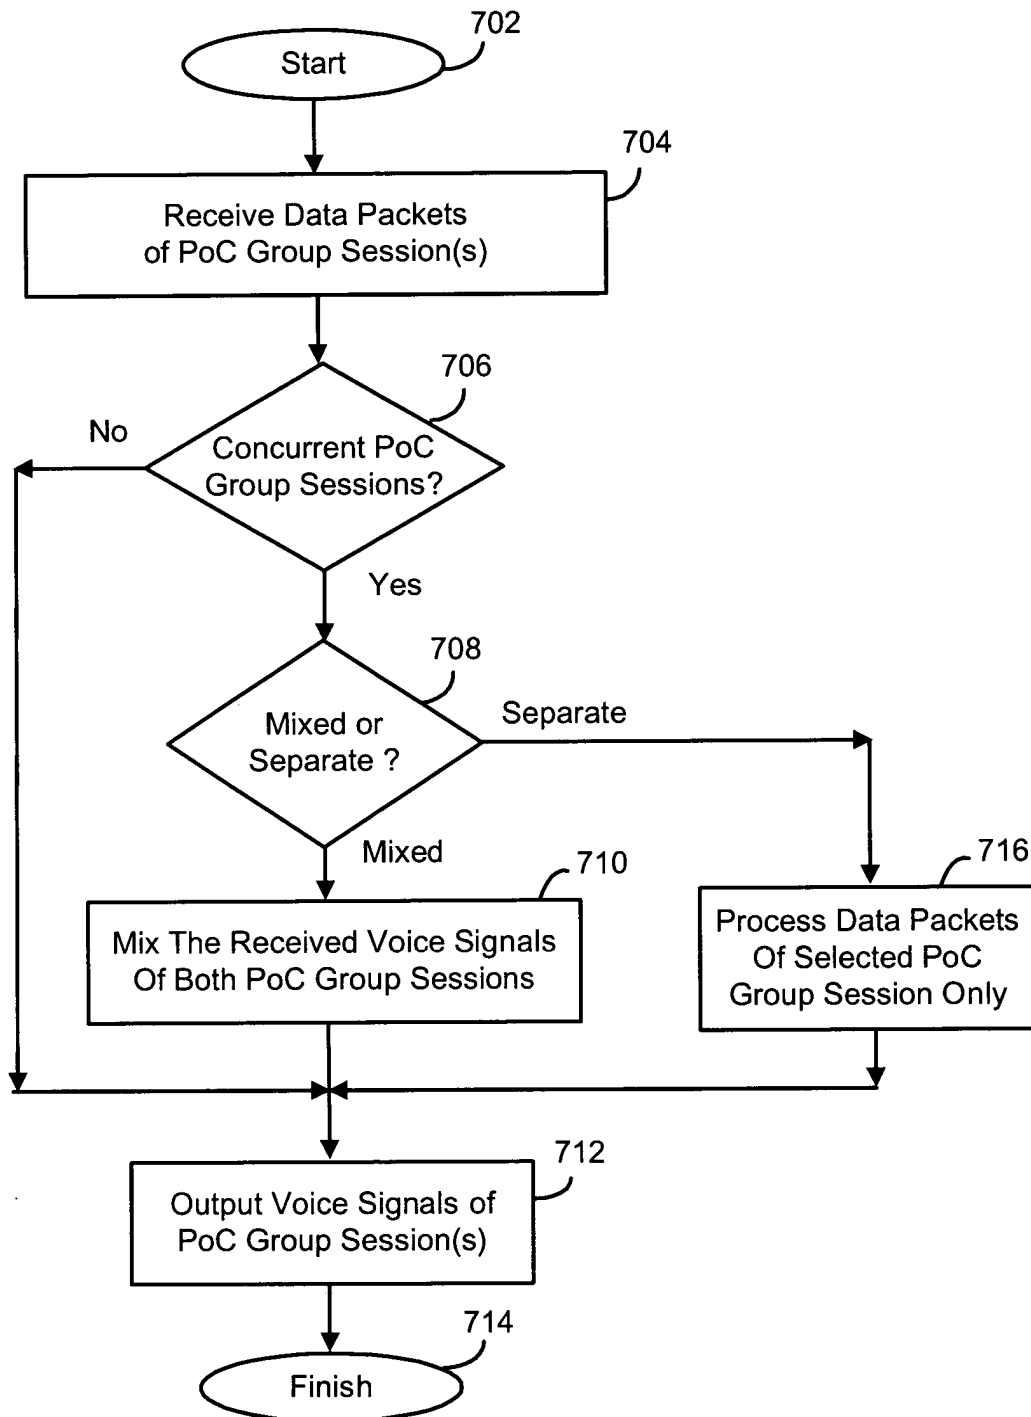 702
Start
704
Receive Data Packets
of PoC Group Session(s)
706
No
Concurrent PoC
Group Sessions?
Yes
708
Separate
Mixed or
Separate ?
Mixed
710
716
Mix The Received Voice Signals
Of Both PoC Group Sessions
Process Data Packets
Of Selected PoC
Group Session Only
712
Output Voice Signals of
PoC Group Session(s)
714
Finish